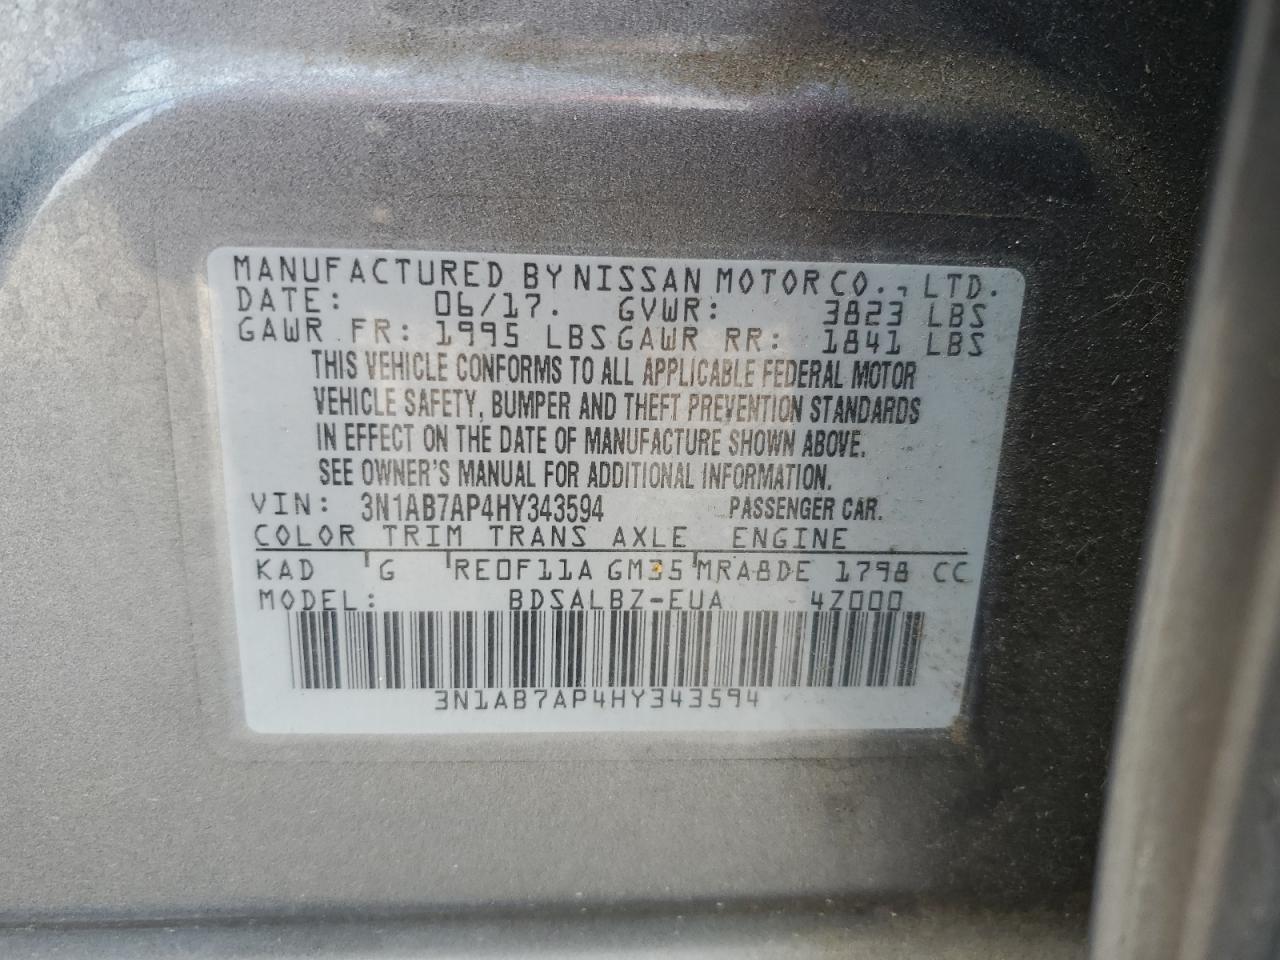 MANUFACTURED BY NISSAN MOTOR CO., LTD.
DATE: 06/17. GVWR: 3823 LBS
GAWR FR: 1995 LBS GAWR RR: 1841 LBS
THIS VEHICLE CONFORMS TO ALL APPLICABLE FEDERAL MOTOR
VEHICLE SAFETY, BUMPER AND THEFT PREVENTION STANDARDS
IN EFFECT ON THE DATE OF MANUFACTURE SHOWN ABOVE.
SEE OWNER'S MANUAL FOR ADDITIONAL INFORMATION.
VIN: 3N1AB7AP4HY343594 PASSENGER CAR.
COLOR TRIM TRANS AXLE ENGINE
KAD G RE0F11A GM35 MRA8DE 1798 CC
MODEL: BDSALBZ-EUA - 4Z000
3N1AB7AP4HY343594